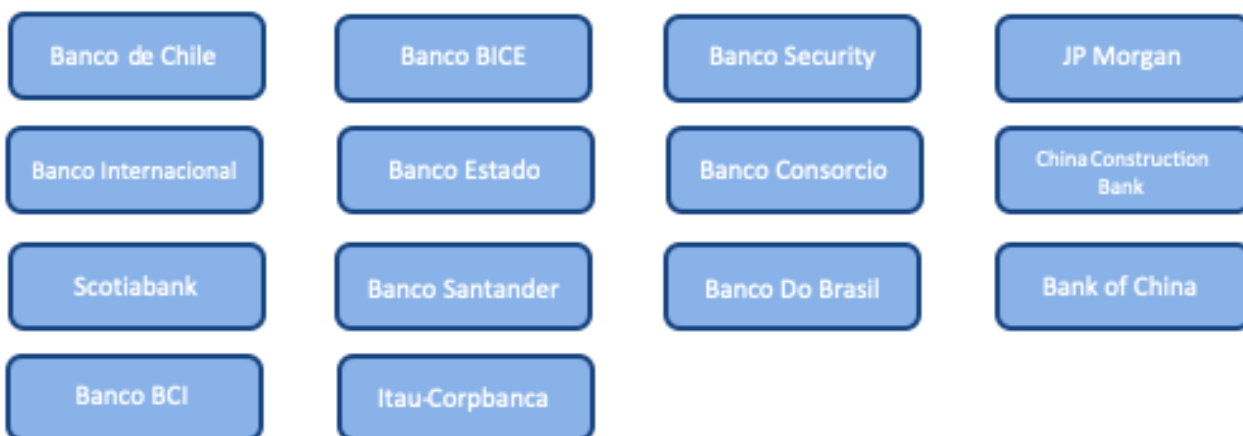 Banco de Chile
Banco BICE
Banco Security
JP Morgan
Banco Internacional
Banco Estado
Banco Consorcio
China Construction
Bank
Scotiabank
Banco Santander
Banco Do Brasil
Bank of China
Banco BCI
Itau-Corpbanca